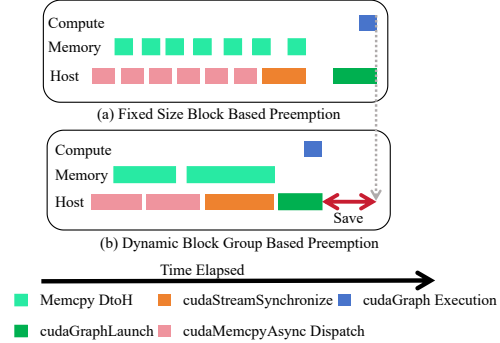 Compute
Memory
Host
(a) Fixed Size Block Based Preemption
Compute
Memory
Host
Save
(b) Dynamic Block Group Based Preemption
Time Elapsed
Memcpy DtoH
cudaStreamSynchronize
cudaGraph Execution
cudaGraphLaunch
cudaMemcpyAsync Dispatch